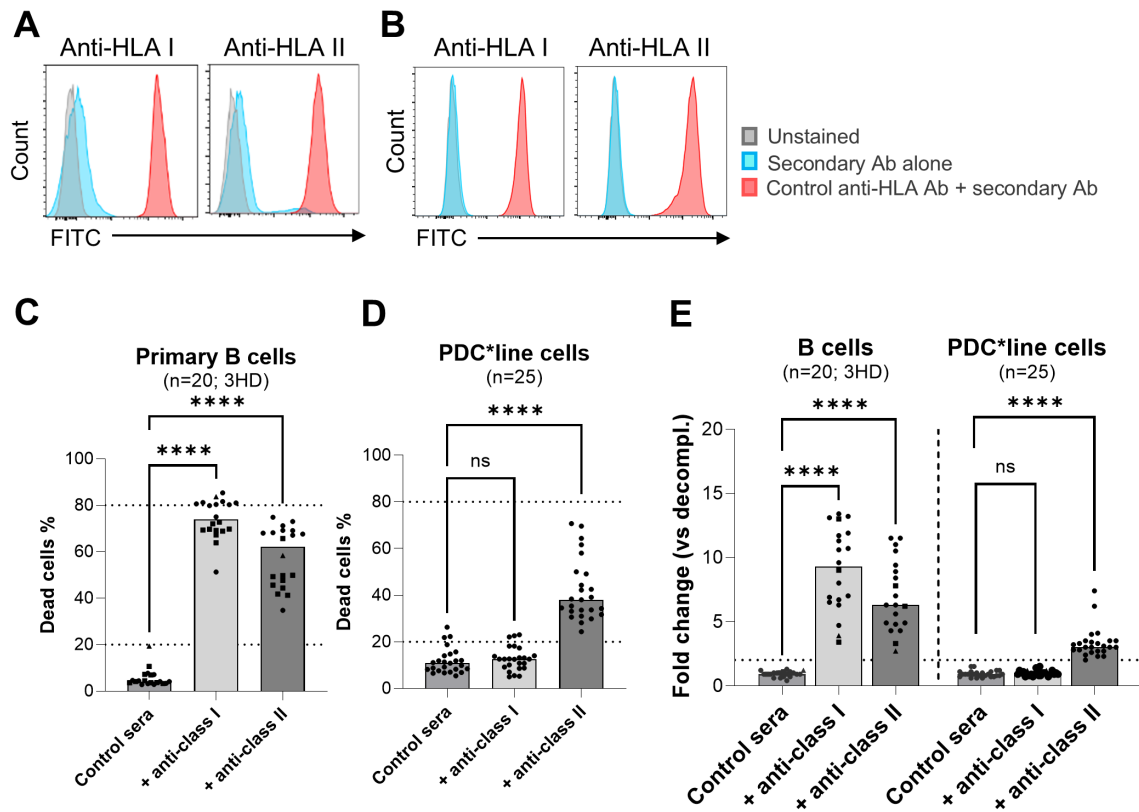 A
Anti-HLA I
Anti-HLA II
Count
FITC
B
Anti-HLA I
Anti-HLA II
Count
FITC
Unstained
Secondary Ab alone
Control anti-HLA Ab + secondary Ab
C
Primary B cells
(n=20; 3HD)
****
****
Dead cells %
100
80
60
40
20
0
Control sera
+ anti-class I
+ anti-class II
D
PDC*line cells
(n=25)
****
ns
Dead cells %
100
80
60
40
20
0
Control sera
+ anti-class I
+ anti-class II
E
B cells
(n=20; 3HD)
PDC*line cells
(n=25)
****
****
****
ns
Fold change (vs decompl.)
20
15
10
5
0
Control sera
+ anti-class I
+ anti-class II
Control sera
+ anti-class I
+ anti-class II